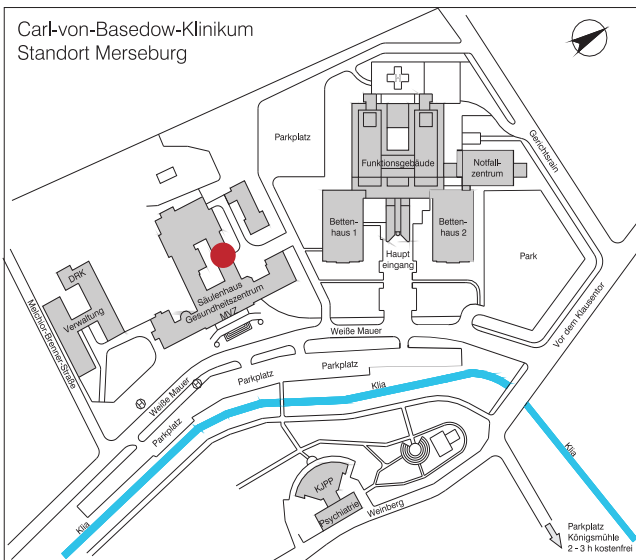 Carl-von-Basedow-Klinikum
Standort Merseburg
H
Parkplatz
Gerichtsrain
Funktionsgebäude
Notfall-
zentrum
Betten-
haus 1
Betten-
haus 2
Haupt
eingang
Park
DRK
Verwaltung
Säulenhaus
Gesundheitszentrum
MVZ
Melchior-Brenner-Straße
Weiße Mauer
Vor dem Klausentor
Parkplatz
Parkplatz
Klia
Weiße Mauer
H
H
Parkplatz
Klia
Klia
KJPP
Psychiatrie
Weinberg
Parkplatz
Königsmühle
2 - 3 h kostenfrei